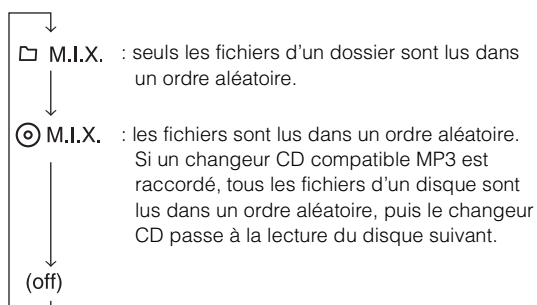 M.I.X. : seuls les fichiers d'un dossier sont lus dans
un ordre aléatoire.
M.I.X. : les fichiers sont lus dans un ordre aléatoire.
Si un changeur CD compatible MP3 est
raccordé, tous les fichiers d'un disque sont
lus dans un ordre aléatoire, puis le changeur
CD passe à la lecture du disque suivant.
(off)